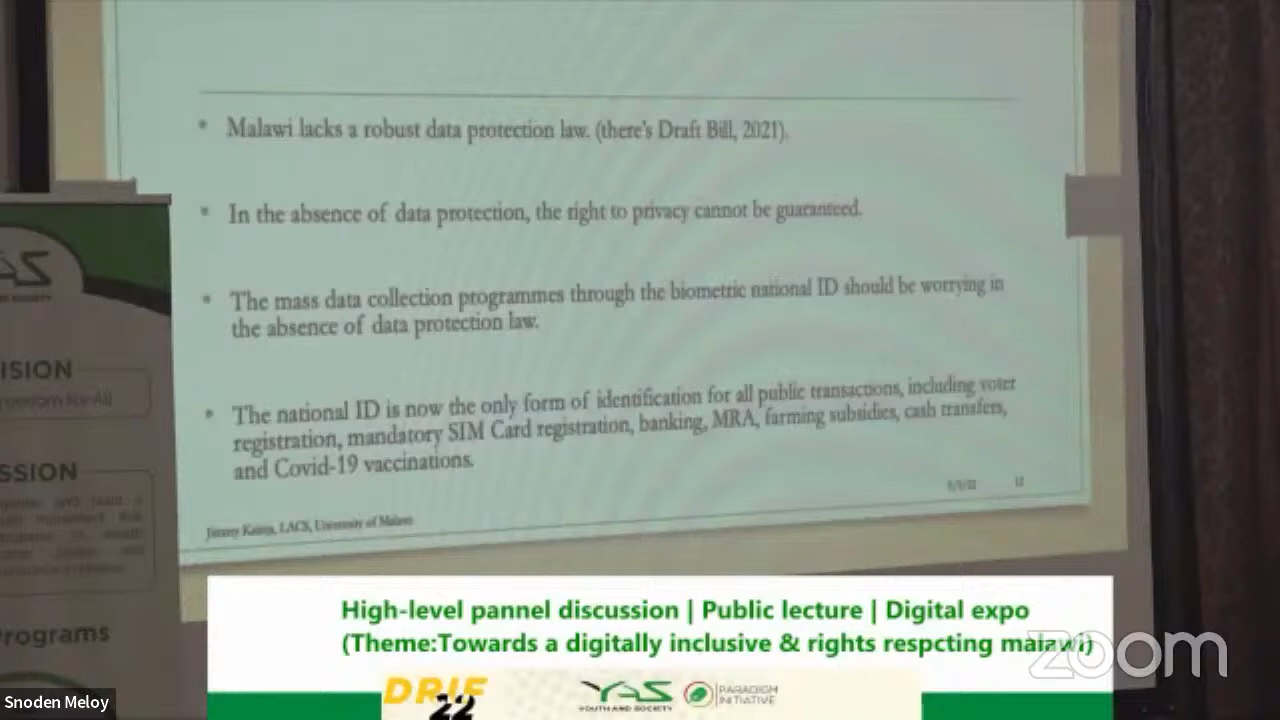 • Malawi lacks a robust data protection law. (there's Draft Bill, 2021).
• In the absence of data protection, the right to privacy cannot be guaranteed.
• The mass data collection programmes through the biometric national ID should be worrying in
the absence of data protection law.
• The national ID is now the only form of identification for all public transactions, including voter
registration, mandatory SIM Card registration, banking, MRA, farming subsidies, cash transfers,
and Covid-19 vaccinations.
LACS, University of Malawi
AS
ISION
SSION
Programs
High-level pannel discussion | Public lecture | Digital expo
(Theme:Towards a digitally inclusive & rights respcting malawi)
zoom
DRIF
22
YAS
YOUTH AND SOCIETY
PARADIGM
INITIATIVE
Snoden Meloy